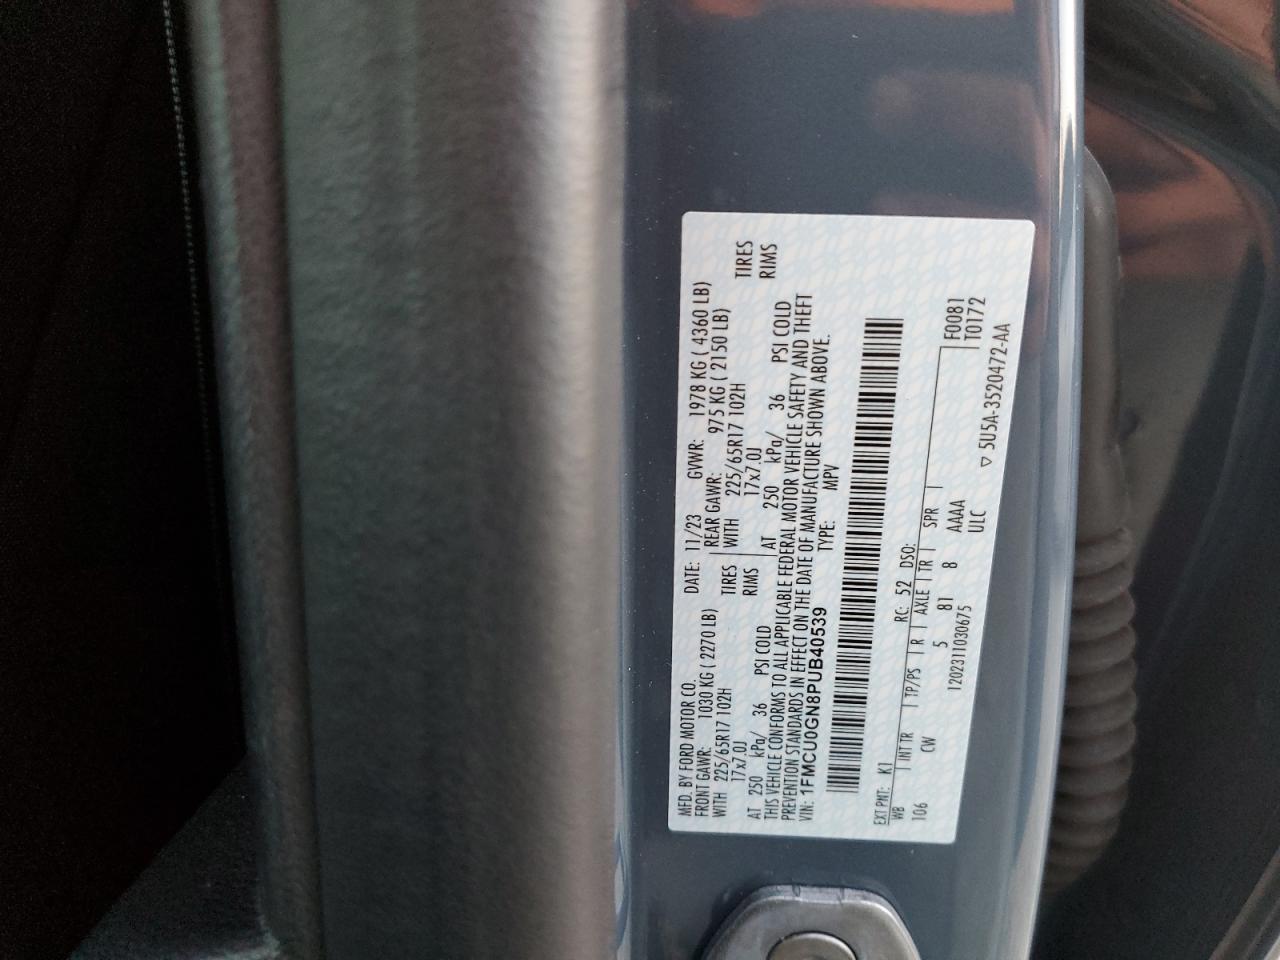 MFD. BY FORD MOTOR CO. DATE: 11/23 GVWR: 1978 KG ( 4360 LB)
FRONT GAWR: 1030 KG ( 2270 LB) REAR GAWR: 975 KG ( 2150 LB)
WITH 225/65R17 102H TIRES WITH 225/65R17 102H TIRES
17x7.0J RIMS 17x7.0J RIMS
AT 250 kPa/ 36 PSI COLD AT 250 kPa/ 36 PSI COLD
THIS VEHICLE CONFORMS TO ALL APPLICABLE FEDERAL MOTOR VEHICLE SAFETY AND THEFT
PREVENTION STANDARDS IN EFFECT ON THE DATE OF MANUFACTURE SHOWN ABOVE.
VIN: 1FMCU0GN8PUB40539 TYPE: MPV
EXT PNT: K1 RC: 52 DSO:
WB INT TR TP/PS R AXLE TR SPR F0081
106 CW 5 81 8 AAAA T0172
1202311030675 ULC
▽ 5U5A-3520472-AA